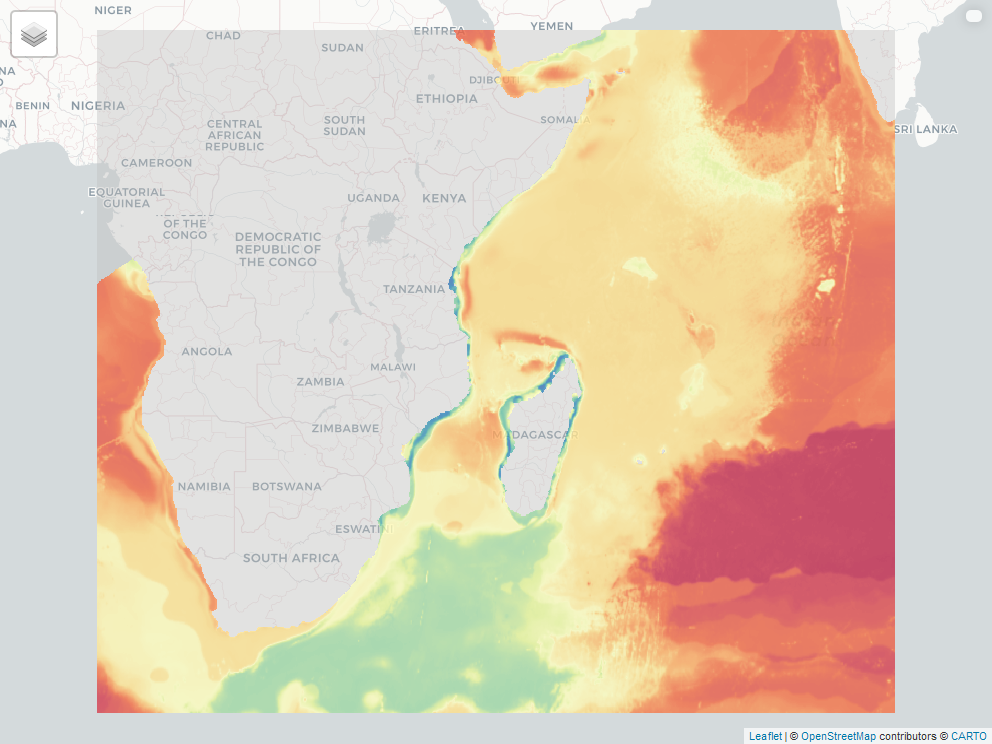 NIGER
YEMEN
ERITREA
CHAD
SUDAN
NA
DJIBOUTI
ETHIOPIA
BENIN
NIGERIA
NA
CENTRAL
AFRICAN
REPUBLIC
SOUTH
SUDAN
SOMALI
SRI LANKA
CAMEROON
EQUATORIAL
GUINEA
UGANDA
KENYA
OF THE
CONGO
DEMOCRATIC
REPUBLIC OF
THE CONGO
TANZANIA
ANGOLA
MALAWI
ZAMBIA
ZIMBABWE
MADAGASCAR
NAMIBIA
BOTSWANA
ESWATINI
SOUTH AFRICA
Leaflet | © OpenStreetMap contributors © CARTO